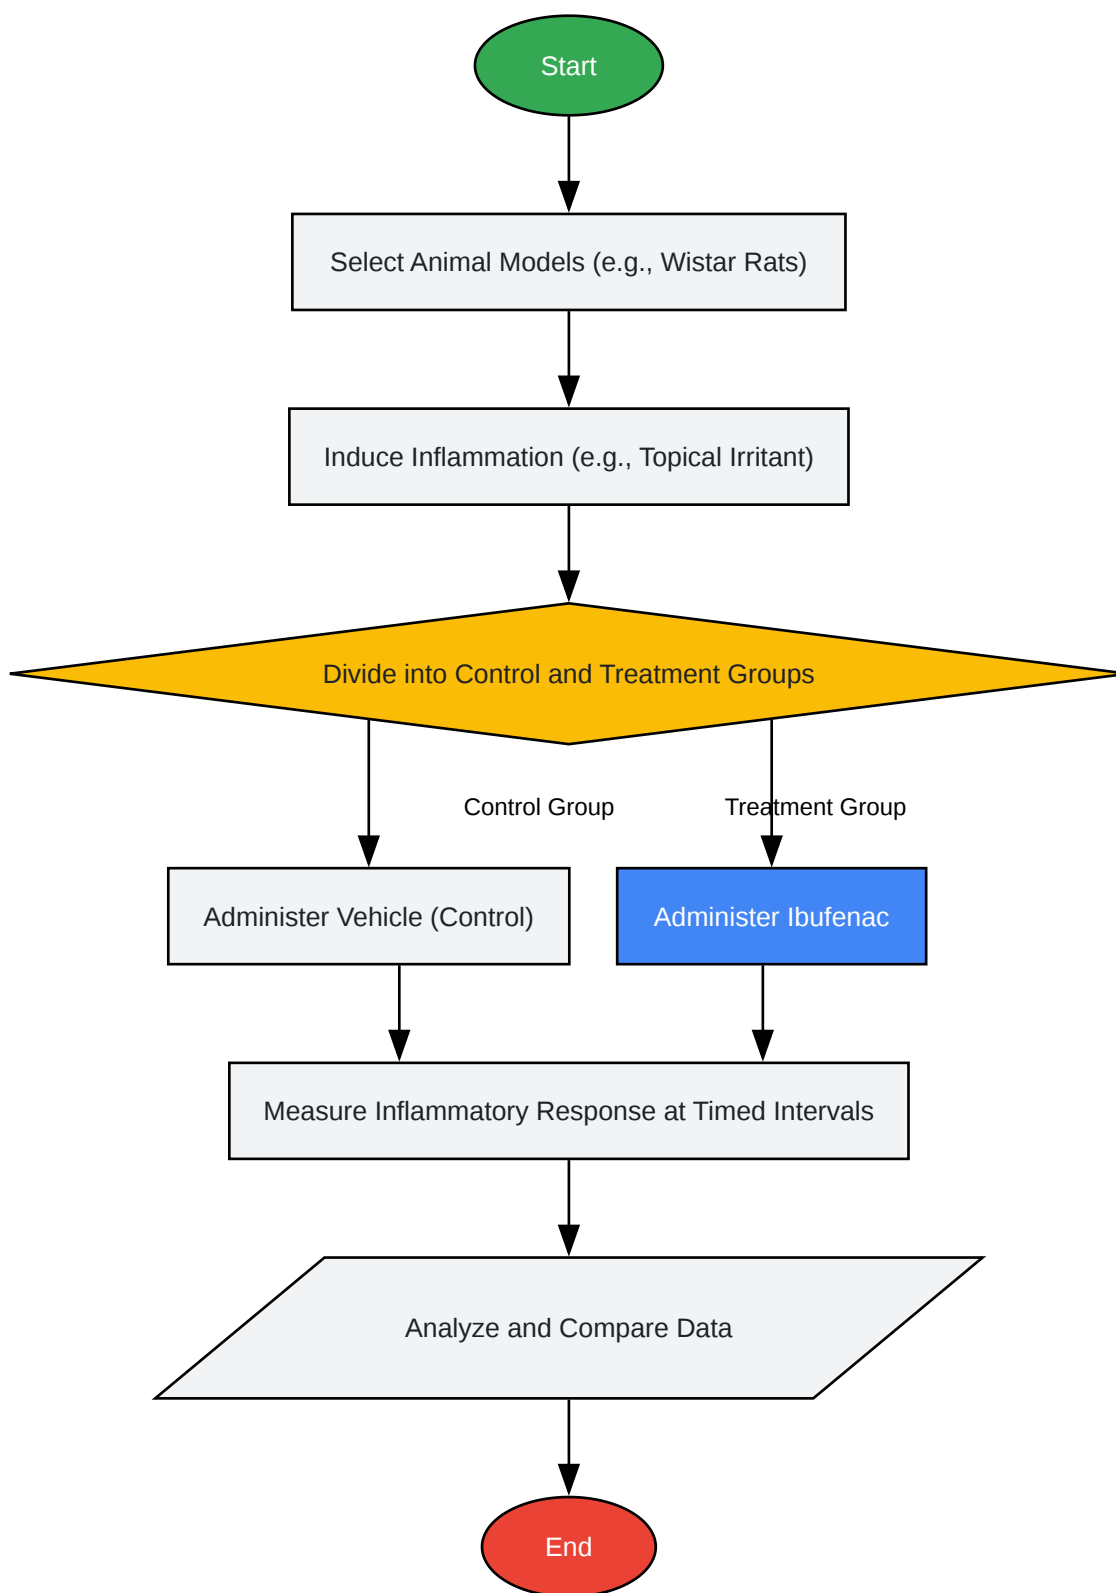 Start
Select Animal Models (e.g., Wistar Rats)
Induce Inflammation (e.g., Topical Irritant)
Divide into Control and Treatment Groups
Control Group
Treatment Group
Administer Vehicle (Control)
Administer Ibufenac
Measure Inflammatory Response at Timed Intervals
Analyze and Compare Data
End